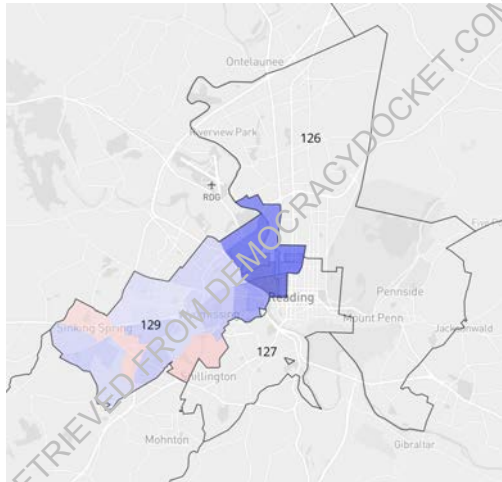 Ontelaunee
126
Riverview Park
RDG
Reading
Pennside
129
Sinking Spring
Mount Penn
127
Shillington
Mohnton
Gibraltar
RETRIEVED FROM DEMOCRACYDOCKET.COM